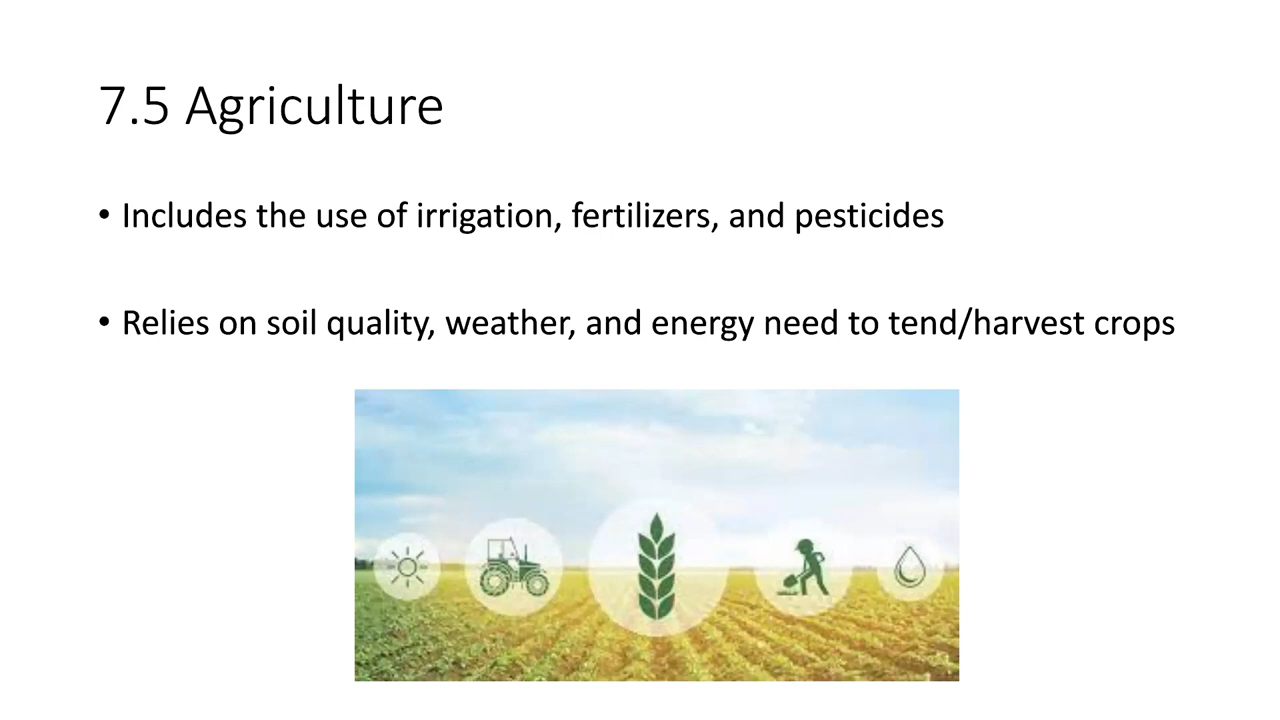 7.5 Agriculture
• Includes the use of irrigation, fertilizers, and pesticides
• Relies on soil quality, weather, and energy need to tend/harvest crops